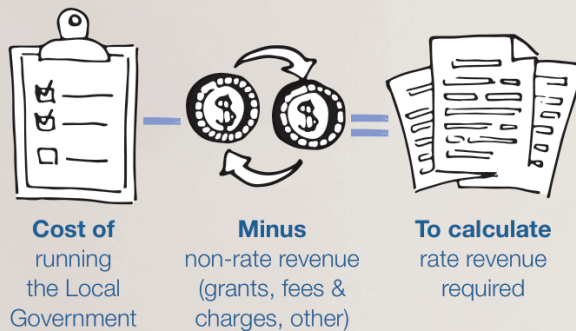 Cost of
running
the Local
Government
Minus
non-rate revenue
(grants, fees &
charges, other)
To calculate
rate revenue
required